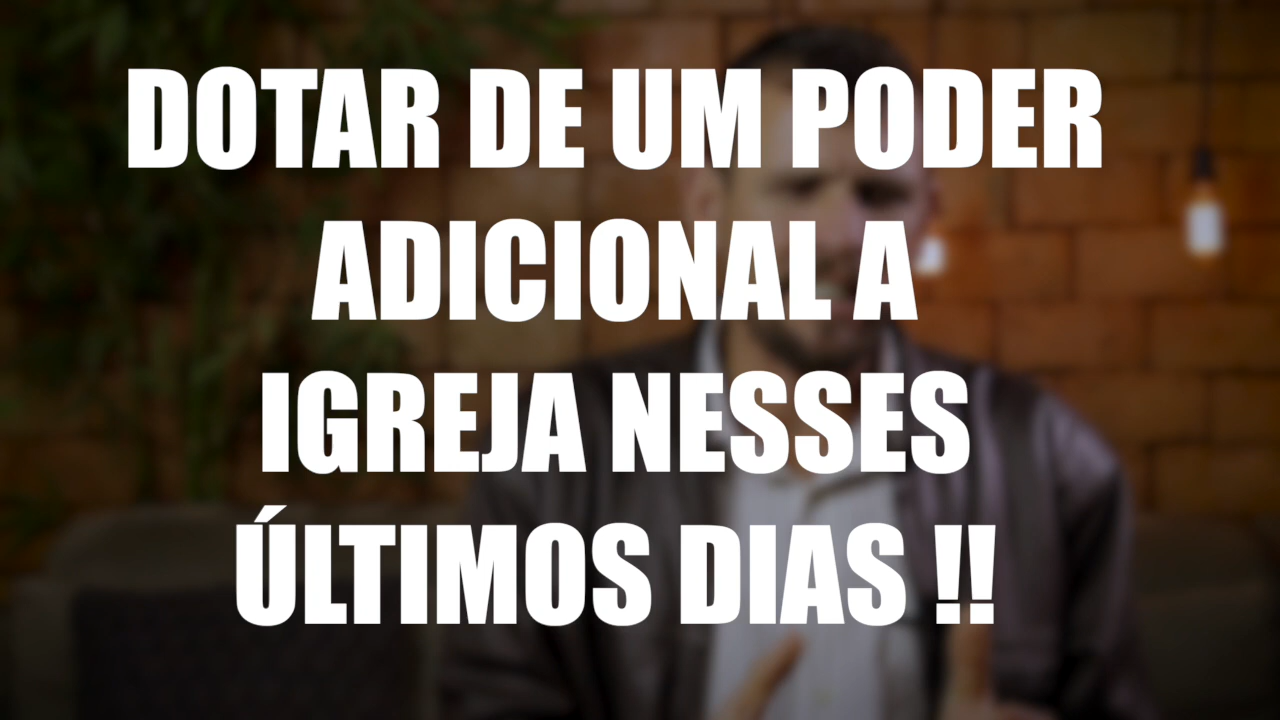 DOTAR DE UM PODER
ADICIONAL A
IGREJA NESSES
ÚLTIMOS DIAS !!